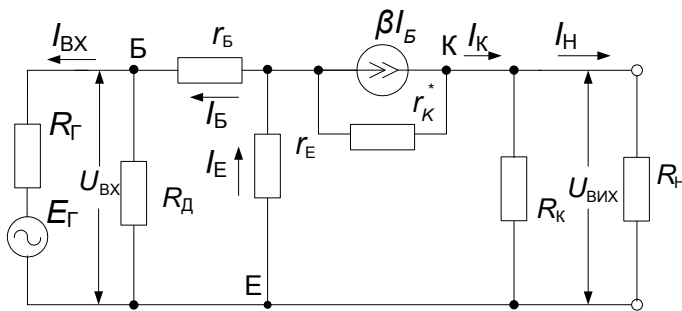 I_ВХ
Б
r_Б
βI_Б
К
I_К
I_Н
I_Б
r_К^*
R_Г
U_ВХ
I_Е
r_Е
R_Д
R_К
U_ВИХ
R_Н
E_Г
Е